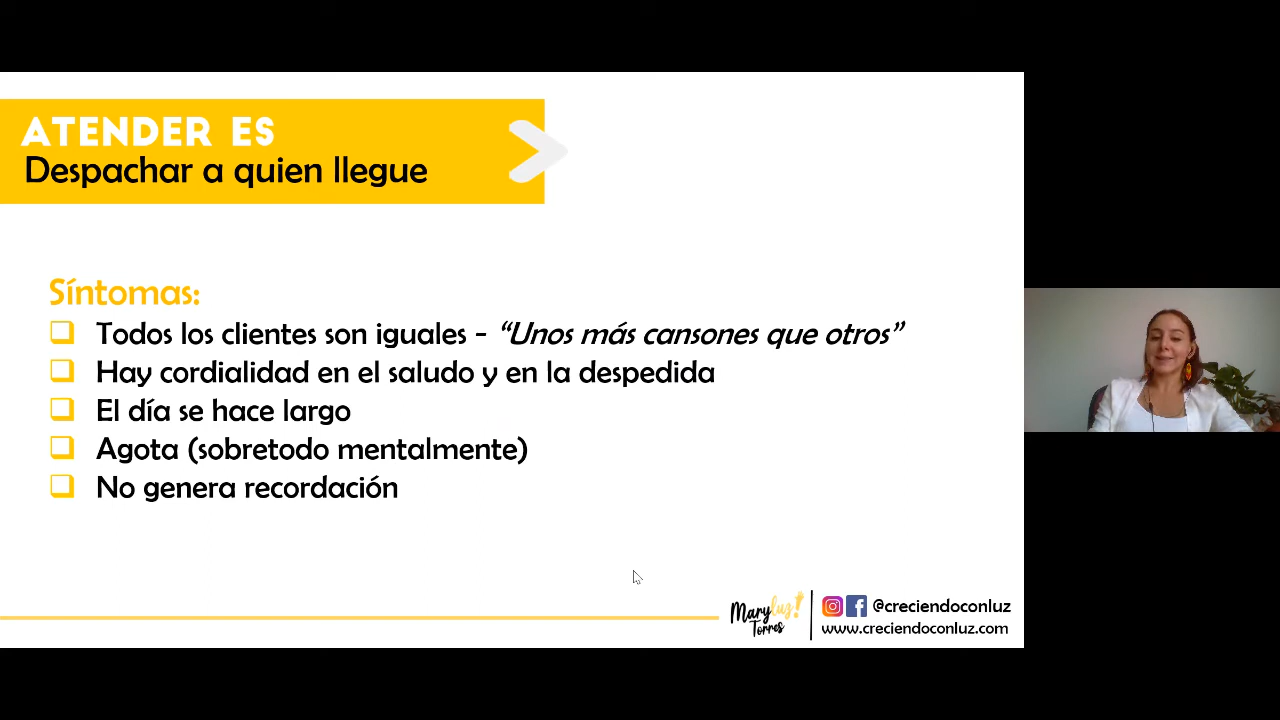 ATENDER ES
Despachar a quien llegue
Síntomas:
Todos los clientes son iguales - “Unos más cansones que otros”
Hay cordialidad en el saludo y en la despedida
El día se hace largo
Agota (sobretodo mentalmente)
No genera recordación
Maryluz!
Torres
@creciendoconluz
www.creciendoconluz.com